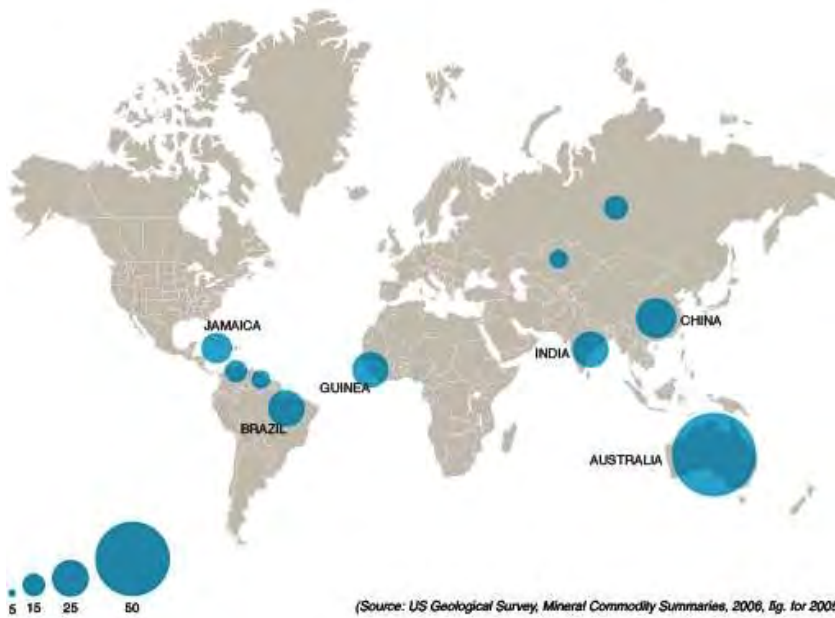 JAMAICA
CHINA
INDIA
GUINEA
BRAZIL
AUSTRALIA
5 15 25 50
(Source: US Geological Survey, Mineral Commodity Summaries, 2006, fig. for 2005